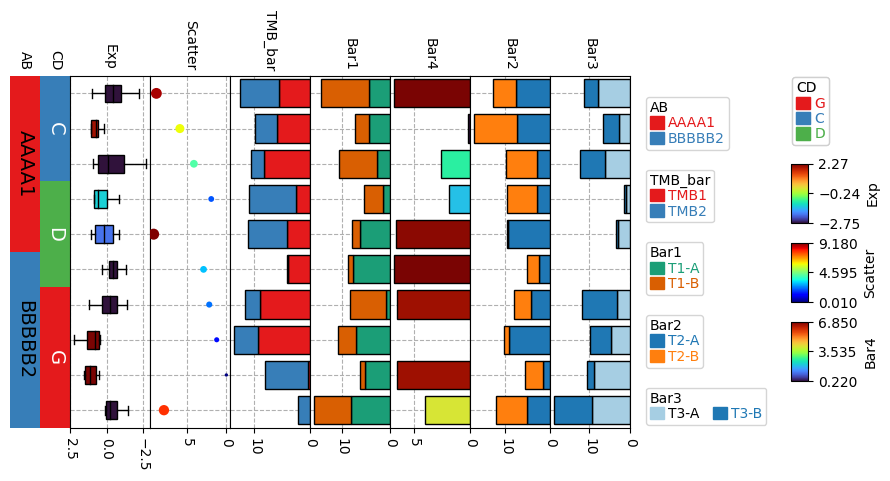 AB
CD
Exp
Scatter
TMB_bar
Bar1
Bar4
Bar2
Bar3
AAAA1
BBBBB2
C
D
G
2.5
0.0
−2.5
5
0
10
0
10
0
5
0
10
0
10
0
AB
AAAA1
BBBBB2
TMB_bar
TMB1
TMB2
Bar1
T1-A
T1-B
Bar2
T2-A
T2-B
Bar3
T3-A T3-B
CD
G
C
D
2.27
−0.24
−2.75
Exp
9.180
4.595
0.010
Scatter
6.850
3.535
0.220
Bar4